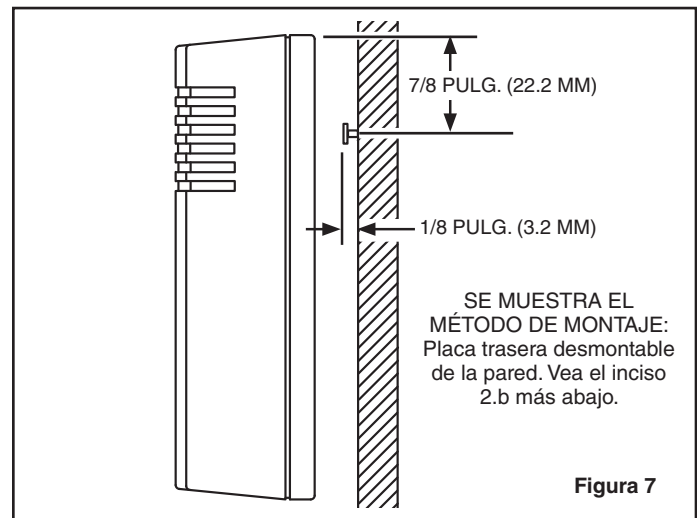 7/8 PULG. (22.2 MM)
1/8 PULG. (3.2 MM)
SE MUESTRA EL
MÉTODO DE MONTAJE:
Placa trasera desmontable
de la pared. Vea el inciso
2.b más abajo.
Figura 7